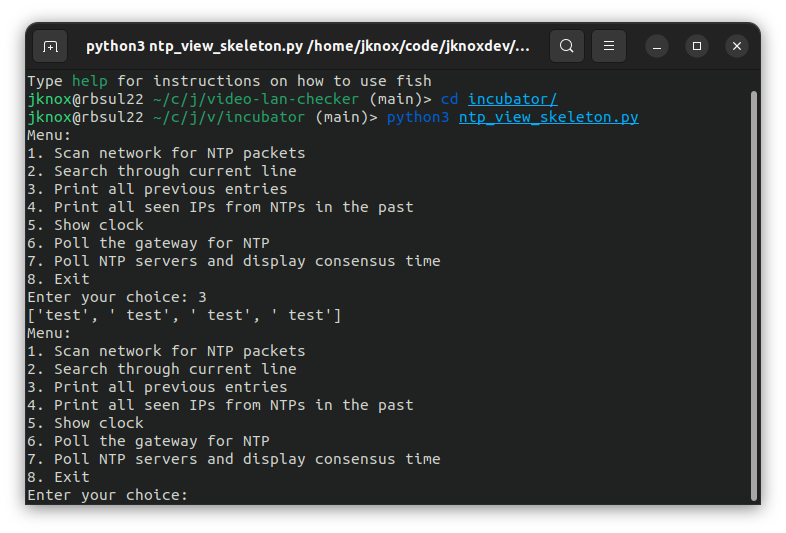 python3 ntp_view_skeleton.py /home/jknox/code/jknoxdev/...
Type help for instructions on how to use fish
jknox@rbsul22 ~/c/j/video-lan-checker (main)> cd incubator/
jknox@rbsul22 ~/c/j/v/incubator (main)> python3 ntp_view_skeleton.py
Menu:
1. Scan network for NTP packets
2. Search through current line
3. Print all previous entries
4. Print all seen IPs from NTPs in the past
5. Show clock
6. Poll the gateway for NTP
7. Poll NTP servers and display consensus time
8. Exit
Enter your choice: 3
['test', ' test', ' test', ' test']
Menu:
1. Scan network for NTP packets
2. Search through current line
3. Print all previous entries
4. Print all seen IPs from NTPs in the past
5. Show clock
6. Poll the gateway for NTP
7. Poll NTP servers and display consensus time
8. Exit
Enter your choice: